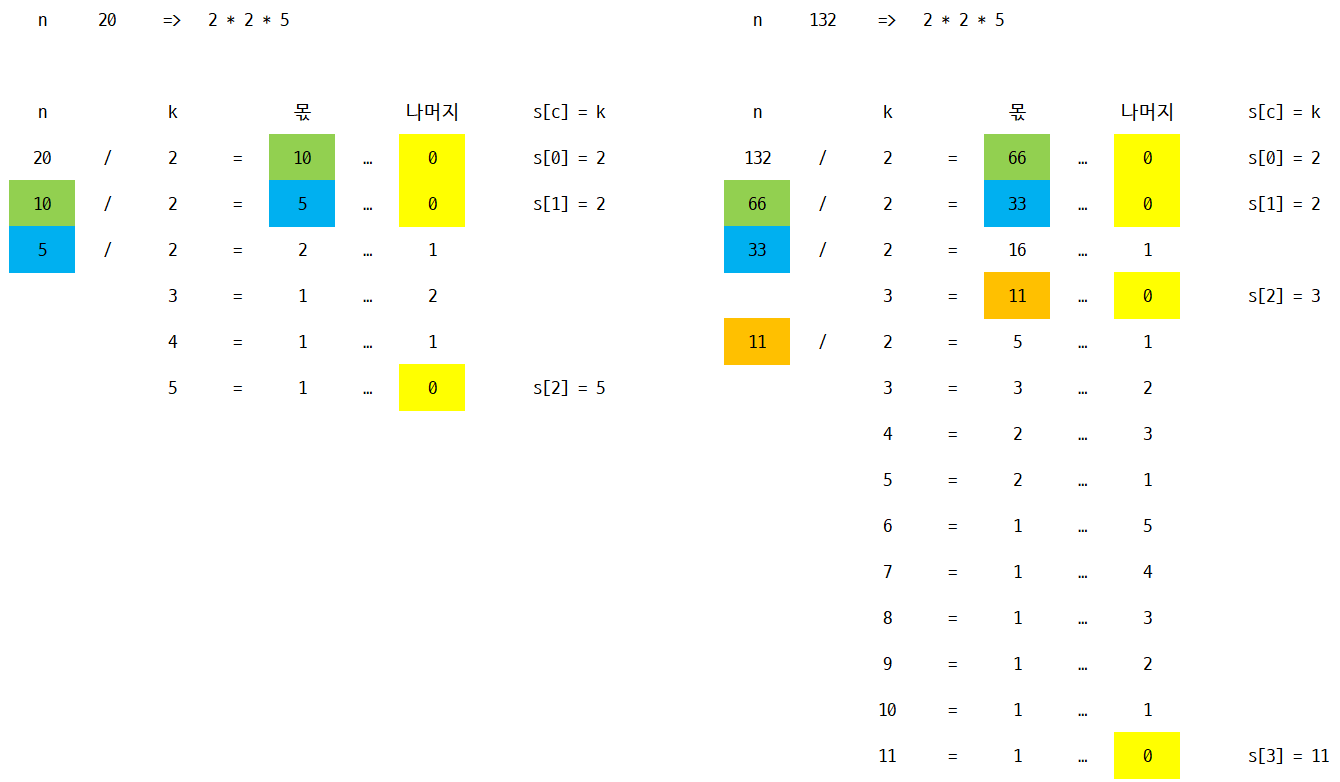 n 20 => 2 * 2 * 5
n k 몫 나머지 s[c] = k
20 / 2 = 10 … 0 s[0] = 2
10 / 2 = 5 … 0 s[1] = 2
5 / 2 = 2 … 1
3 = 1 … 2
4 = 1 … 1
5 = 1 … 0 s[2] = 5
n 132 => 2 * 2 * 5
n k 몫 나머지 s[c] = k
132 / 2 = 66 … 0 s[0] = 2
66 / 2 = 33 … 0 s[1] = 2
33 / 2 = 16 … 1
3 = 11 … 0 s[2] = 3
11 / 2 = 5 … 1
3 = 3 … 2
4 = 2 … 3
5 = 2 … 1
6 = 1 … 5
7 = 1 … 4
8 = 1 … 3
9 = 1 … 2
10 = 1 … 1
11 = 1 … 0 s[3] = 11